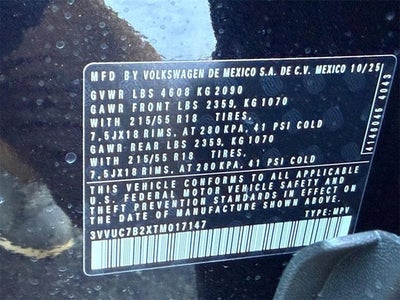 MFD BY VOLKSWAGEN DE MEXICO S.A. DE C.V. MEXICO 10/25
GVWR LBS 4608 KG 2090
GAWR FRONT LBS 2359, KG 1070
WITH 215/55 R18 TIRES,
7.5JX18 RIMS, AT 280 KPA, 41 PSI COLD
GAWR REAR LBS 2359, KG 1070
WITH 215/55 R18 TIRES,
7.5JX18 RIMS, AT 280 KPA, 41 PSI COLD
THIS VEHICLE CONFORMS TO ALL APPLICABLE
U.S. FEDERAL MOTOR VEHICLE SAFETY AND
THEFT PREVENTION STANDARDS IN EFFECT ON
THE DATE OF MANUFACTURE SHOWN ABOVE.
3VVUC7B2XTM017147 TYPE: MPV